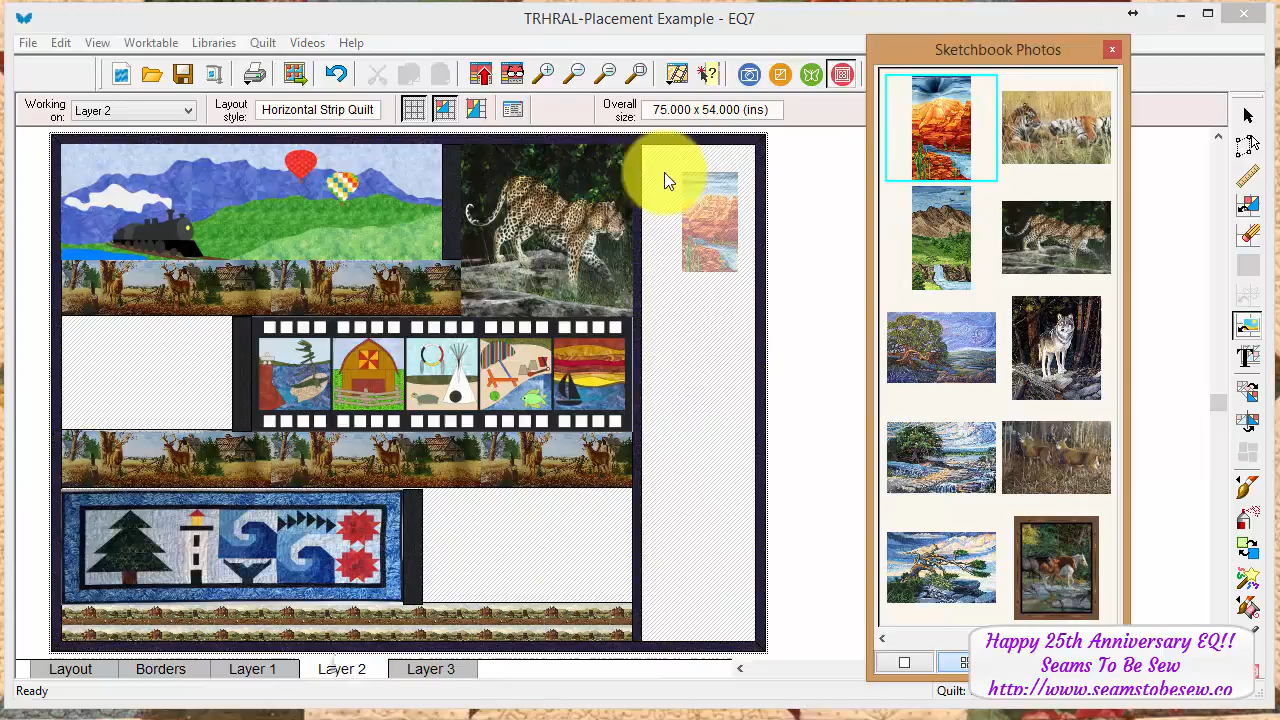 TRHRAL-Placement Example - EQ7
File Edit View Worktable Libraries Quilt Videos Help
Sketchbook Photos
Working on:
Layer 2
Layout style:
Horizontal Strip Quilt
Overall size:
75.000 x 54.000 (ins)
Layout Borders Layer 1 Layer 2 Layer 3
Ready
Quilt:
Happy 25th Anniversary EQ!!
Seams To Be Sew
http://www.seamstobesew.co